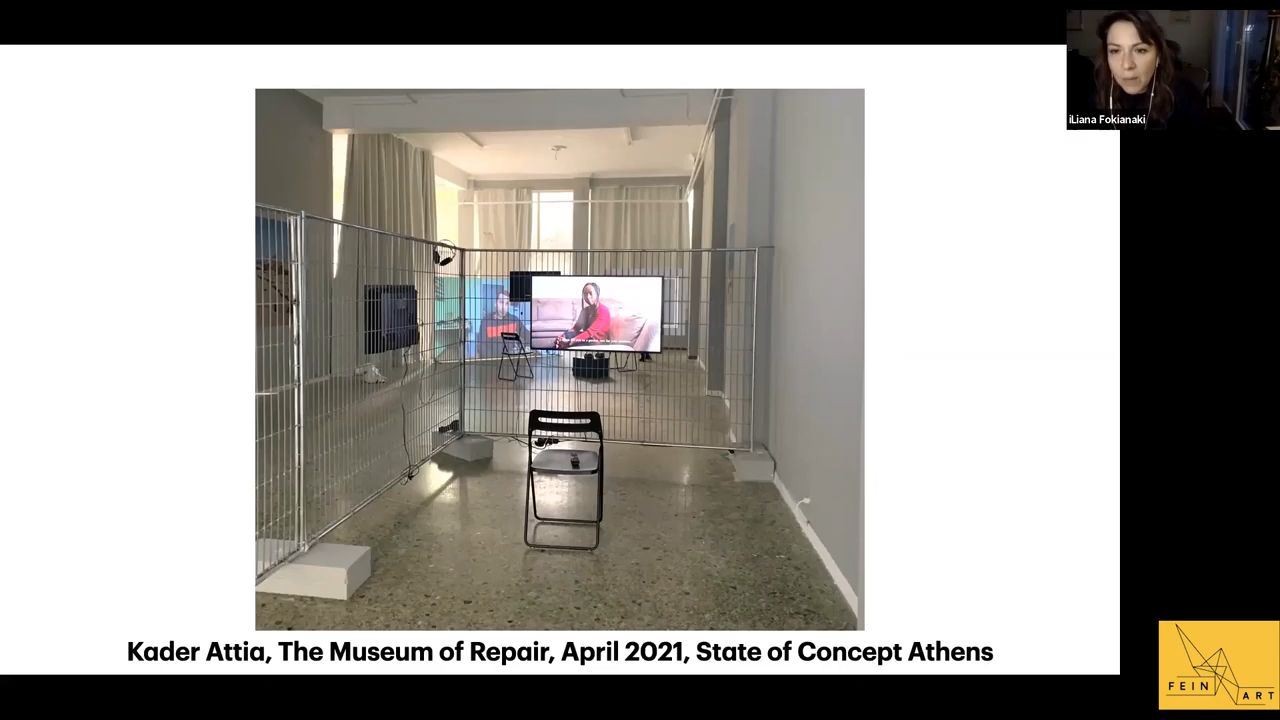 iLiana Fokianaki
Kader Attia, The Museum of Repair, April 2021, State of Concept Athens
FEIN ART